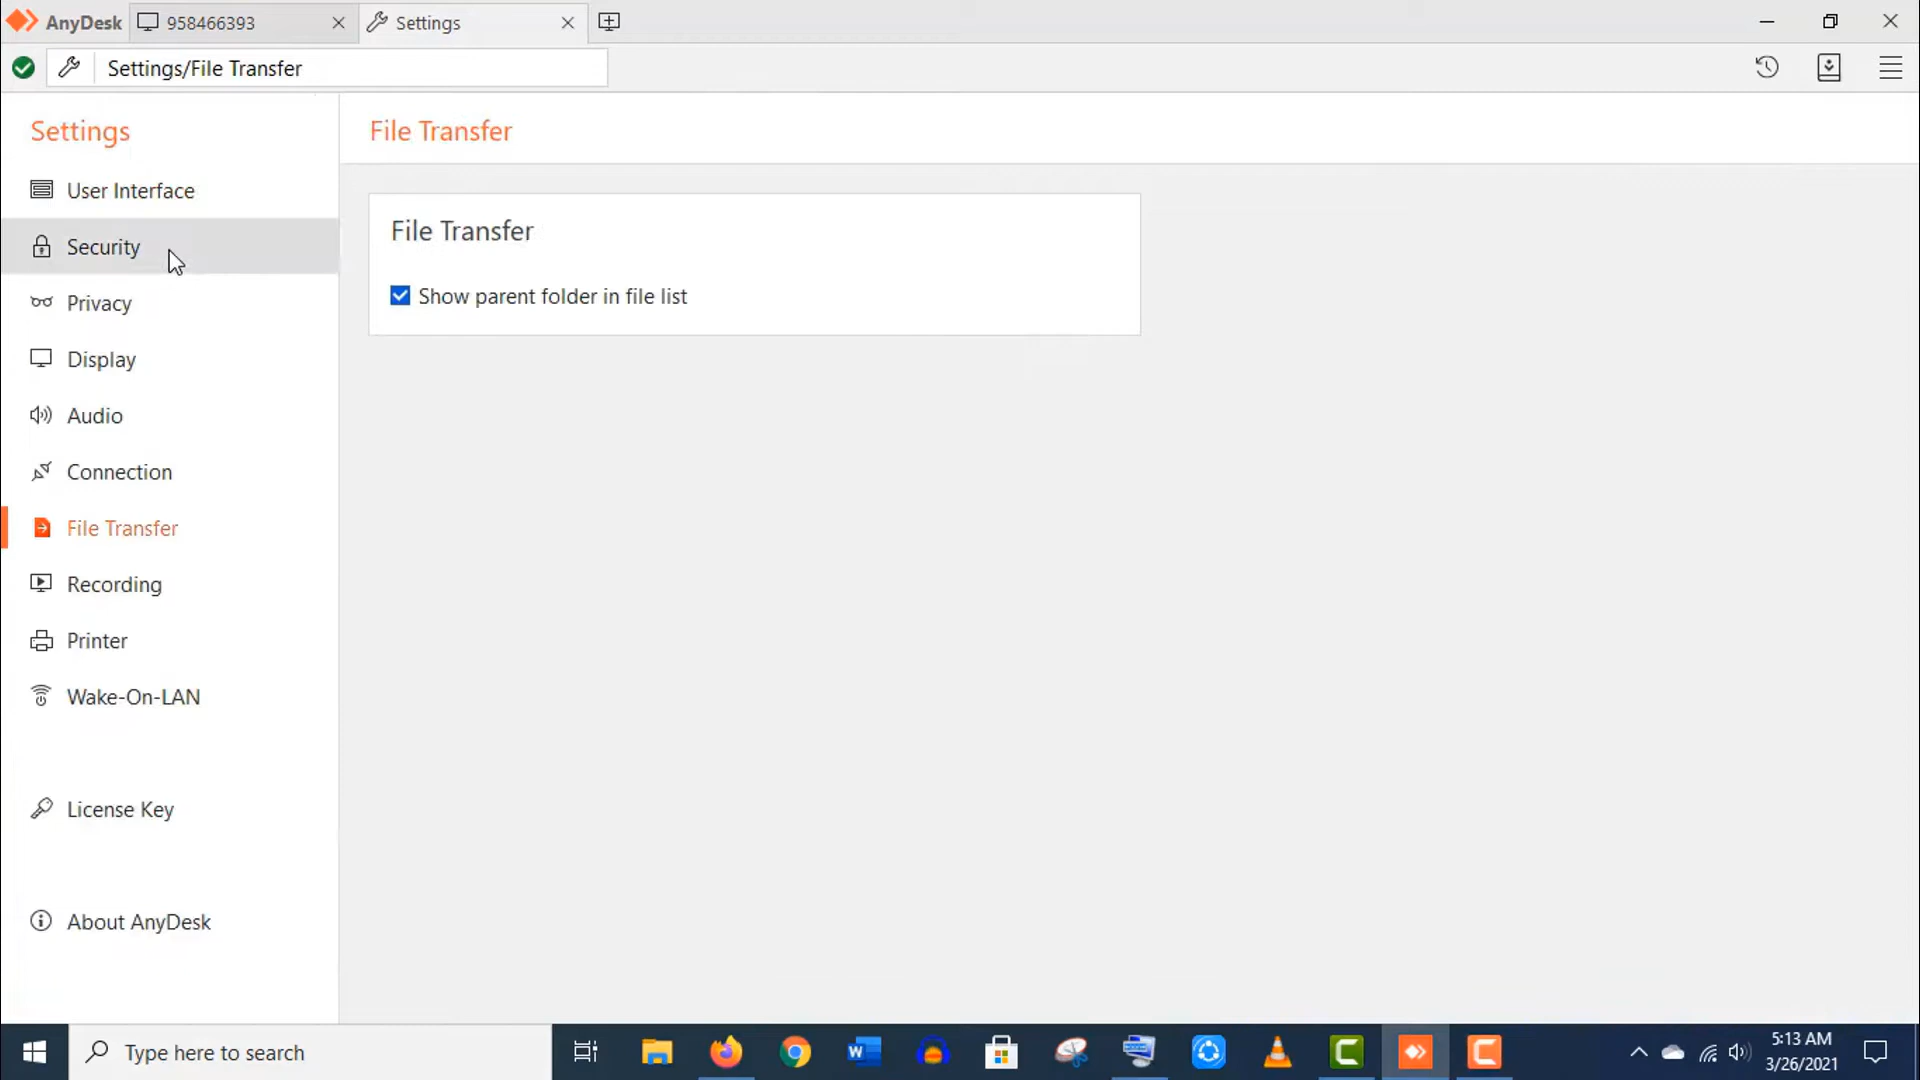 AnyDesk 958466393 Settings
Settings/File Transfer
Settings
User Interface
Security
Privacy
Display
Audio
Connection
File Transfer
Recording
Printer
Wake-On-LAN
License Key
About AnyDesk
File Transfer
File Transfer
Show parent folder in file list
Type here to search
5:13 AM
3/26/2021